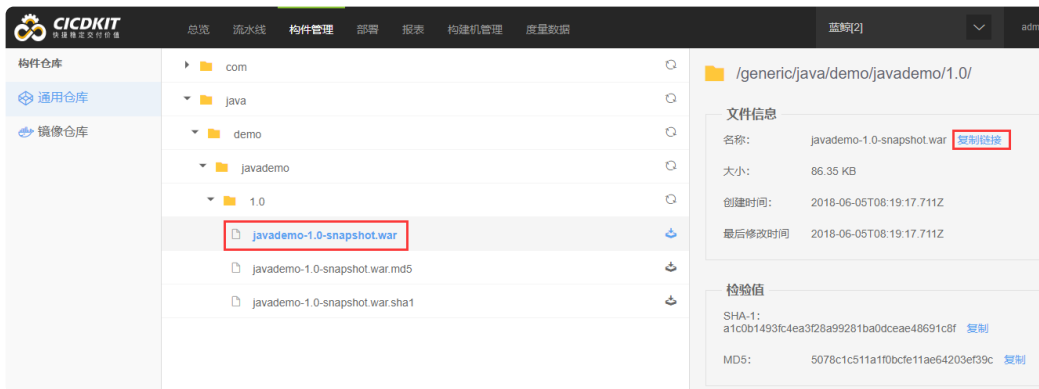 CICDKIT
快捷稳定交付价值
总览 流水线 构件管理 部署 报表 构建机管理 度量数据
蓝鲸[2]
adm
构件仓库
通用仓库
镜像仓库
com
java
demo
javademo
1.0
javademo-1.0-snapshot.war
javademo-1.0-snapshot.war.md5
javademo-1.0-snapshot.war.sha1
/generic/java/demo/javademo/1.0/
文件信息
名称: javademo-1.0-snapshot.war 复制链接
大小: 86.35 KB
创建时间: 2018-06-05T08:19:17.711Z
最后修改时间 2018-06-05T08:19:17.711Z
检验值
SHA-1:
a1c0b1493fc4ea3f28a99281ba0dceae48691c8f 复制
MD5: 5078c1c511a1f0bcfe11ae64203ef39c 复制